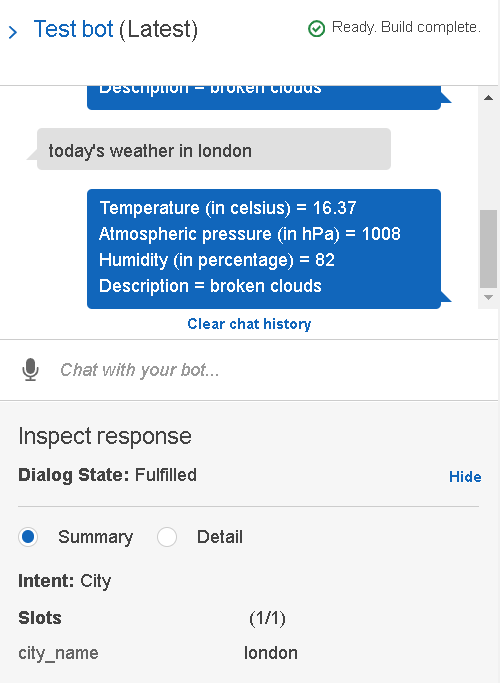 Test bot (Latest)
Ready. Build complete.
Description = broken clouds
today's weather in london
Temperature (in celsius) = 16.37
Atmospheric pressure (in hPa) = 1008
Humidity (in percentage) = 82
Description = broken clouds
Clear chat history
Chat with your bot...
Inspect response
Dialog State: Fulfilled
Hide
Summary Detail
Intent: City
Slots (1/1)
city_name london